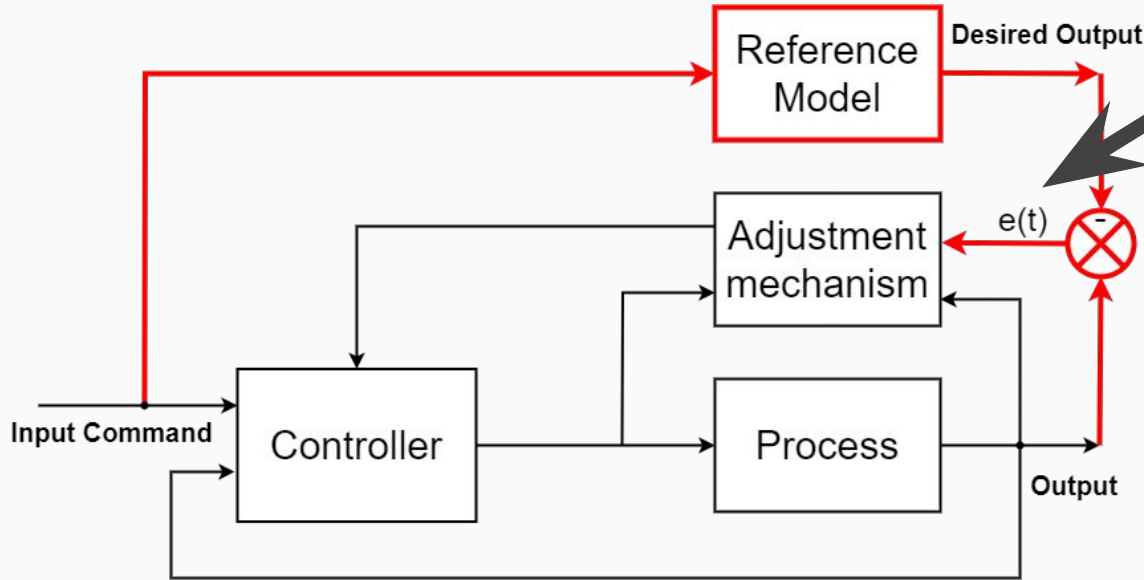 Reference
Model
Desired Output
-
e(t)
Adjustment
mechanism
Input Command
Controller
Process
Output